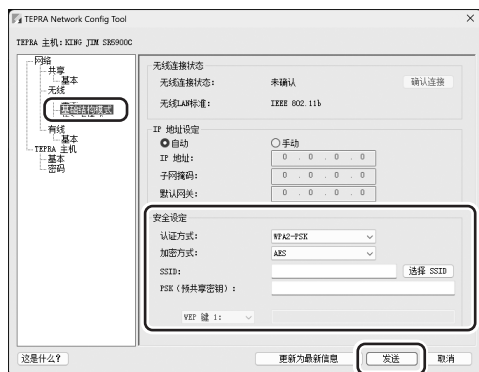 TEPRA Network Config Tool
TEPRA 主机:KING JIM SR5900C
网络
共享
基本
无线
基础结构模式
有线
基本
TEPRA 主机
基本
密码
无线连接状态
无线连接状态: 未确认 确认连接
无线LAN标准: IEEE 802.11b
IP 地址设定
自动 手动
IP 地址: 0 . 0 . 0 . 0
子网掩码: 0 . 0 . 0 . 0
默认网关: 0 . 0 . 0 . 0
安全设定
认证方式: WPA2-PSK
加密方式: AES
SSID: 选择 SSID
PSK(预共享密钥):
WEP 键 1:
这是什么? 更新为最新信息 发送 取消